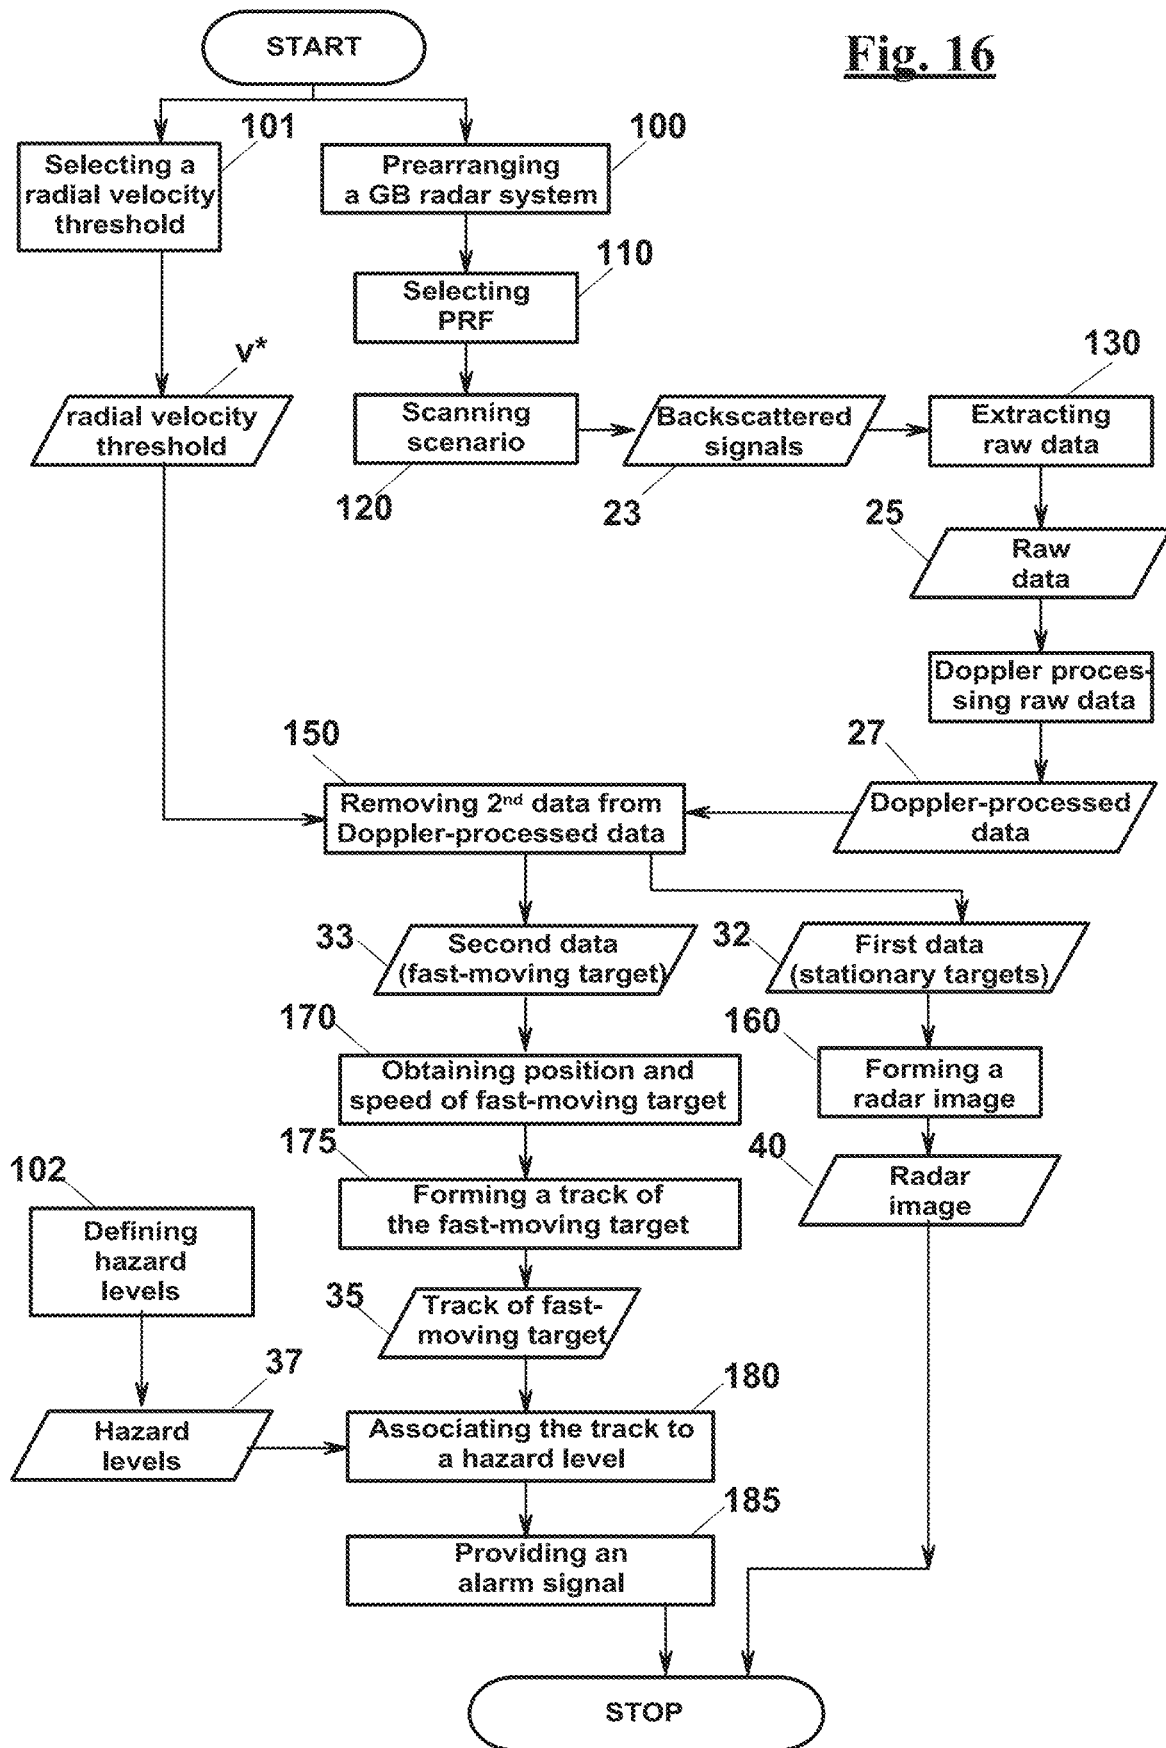 START
Fig. 16
101
100
Selecting a
radial velocity
threshold
Prearranging
a GB radar system
110
Selecting
PRF
v*
130
radial velocity
threshold
Scanning
scenario
Backscattered
signals
Extracting
raw data
120
23
25
Raw
data
Doppler proces-
sing raw data
150
27
Removing 2nd data from
Doppler-processed data
Doppler-processed
data
33
Second data
(fast-moving target)
32
First data
(stationary targets)
170
160
Obtaining position and
speed of fast-moving target
Forming a
radar image
175
40
102
Forming a track of
the fast-moving target
Radar
image
Defining
hazard
levels
35
Track of fast-
moving target
37
180
Hazard
levels
Associating the track to
a hazard level
185
Providing an
alarm signal
STOP